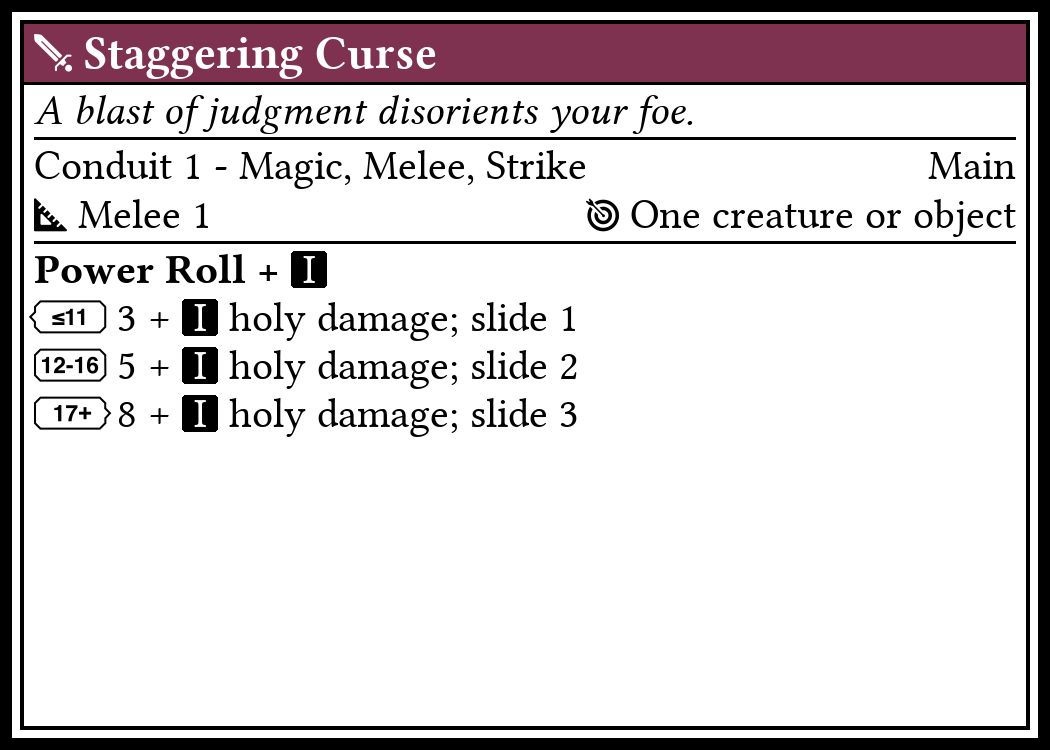 Staggering Curse
A blast of judgment disorients your foe.
Conduit 1 - Magic, Melee, Strike Main
Melee 1 One creature or object
Power Roll + I
≤11 3 + I holy damage; slide 1
12-16 5 + I holy damage; slide 2
17+ 8 + I holy damage; slide 3